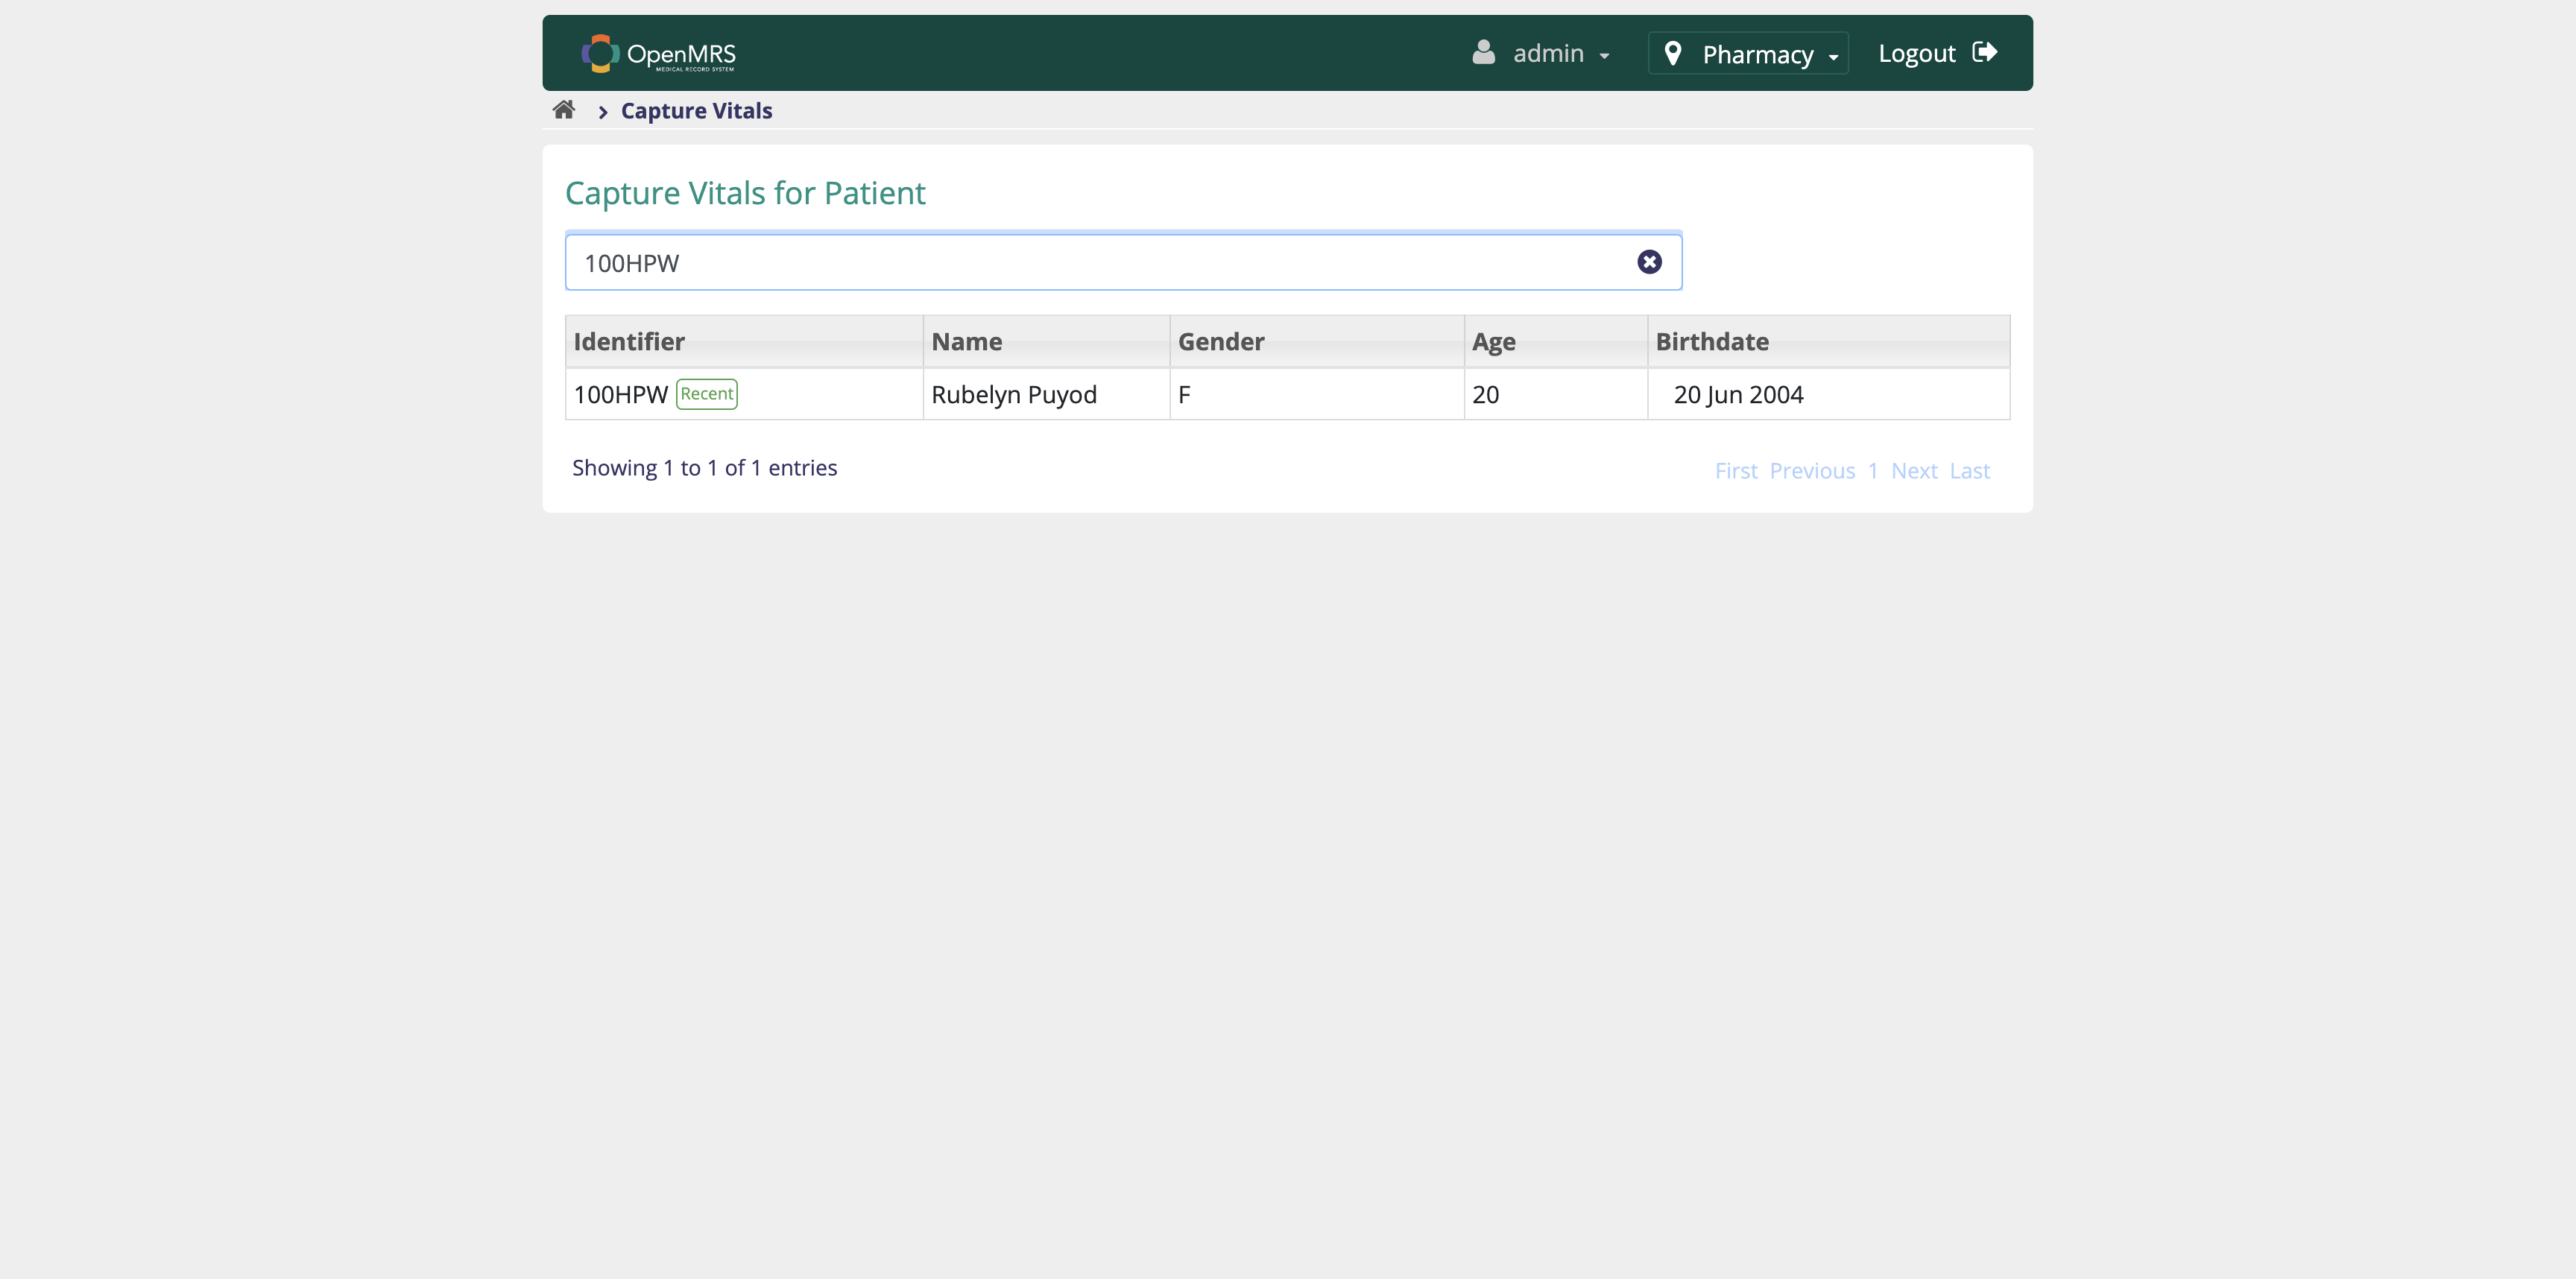 OpenMRS
MEDICAL RECORD SYSTEM
admin
Pharmacy
Logout
Capture Vitals
Capture Vitals for Patient
100HPW
Identifier Name Gender Age Birthdate
100HPW Recent Rubelyn Puyod F 20 20 Jun 2004
Showing 1 to 1 of 1 entries
First Previous 1 Next Last